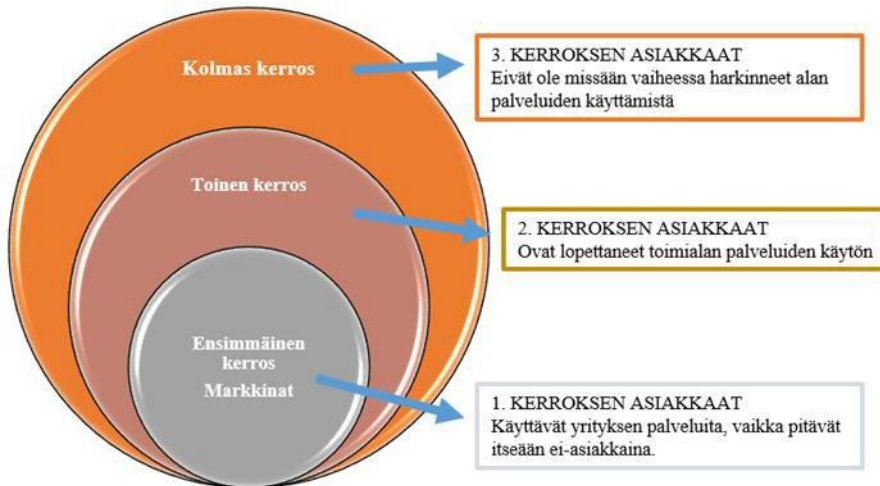 Kolmas kerros
3. KERROKSEN ASIAKKAAT
Eivät ole missään vaiheessa harkinneet alan
palveluiden käyttämistä
Toinen kerros
2. KERROKSEN ASIAKKAAT
Ovat lopettaneet toimialan palveluiden käytön
Ensimmäinen
kerros
Markkinat
1. KERROKSEN ASIAKKAAT
Käyttävät yrityksen palveluita, vaikka pitävät
itseään ei-asiakkaina.